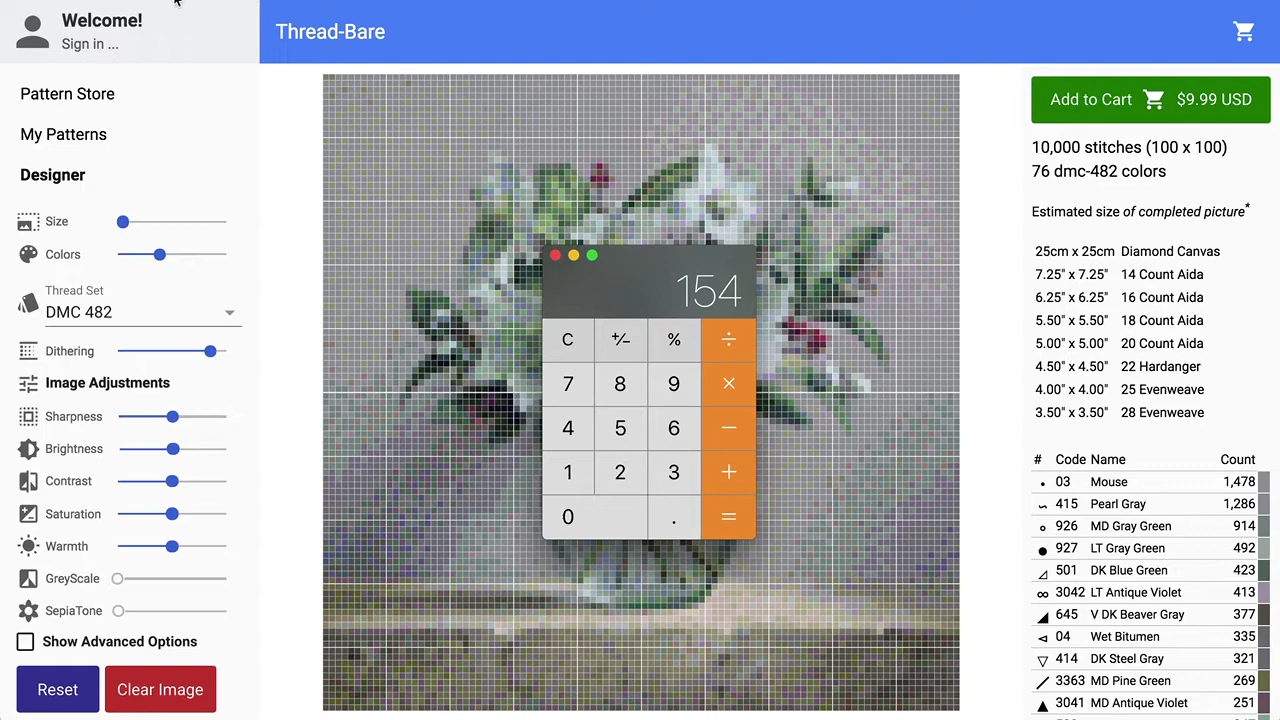 Welcome!
Sign in ...
Thread-Bare
Pattern Store
My Patterns
Designer
Size
Colors
Thread Set
DMC 482
Dithering
Image Adjustments
Sharpness
Brightness
Contrast
Saturation
Warmth
GreyScale
SepiaTone
Show Advanced Options
Reset
Clear Image
154
C +/- % ÷
7 8 9 ×
4 5 6 −
1 2 3 +
0 . =
Add to Cart $9.99 USD
10,000 stitches (100 x 100)
76 dmc-482 colors
Estimated size of completed picture*
25cm x 25cm Diamond Canvas
7.25" x 7.25" 14 Count Aida
6.25" x 6.25" 16 Count Aida
5.50" x 5.50" 18 Count Aida
5.00" x 5.00" 20 Count Aida
4.50" x 4.50" 22 Hardanger
4.00" x 4.00" 25 Evenweave
3.50" x 3.50" 28 Evenweave
# Code Name Count
03 Mouse 1,478
415 Pearl Gray 1,286
926 MD Gray Green 914
927 LT Gray Green 492
501 DK Blue Green 423
3042 LT Antique Violet 413
645 V DK Beaver Gray 377
04 Wet Bitumen 335
414 DK Steel Gray 321
3363 MD Pine Green 269
3041 MD Antique Violet 251